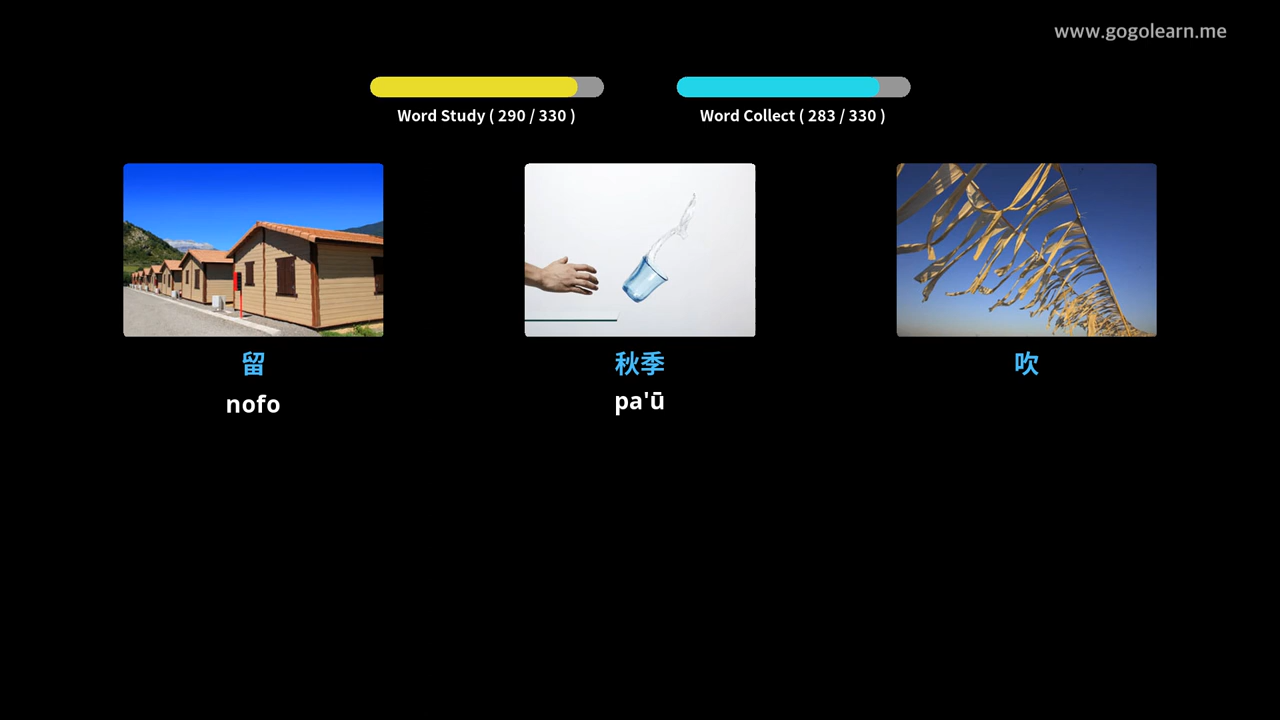 www.gogolearn.me
Word Study ( 290 / 330 )
Word Collect ( 283 / 330 )
留
nofo
秋季
pa'ū
吹